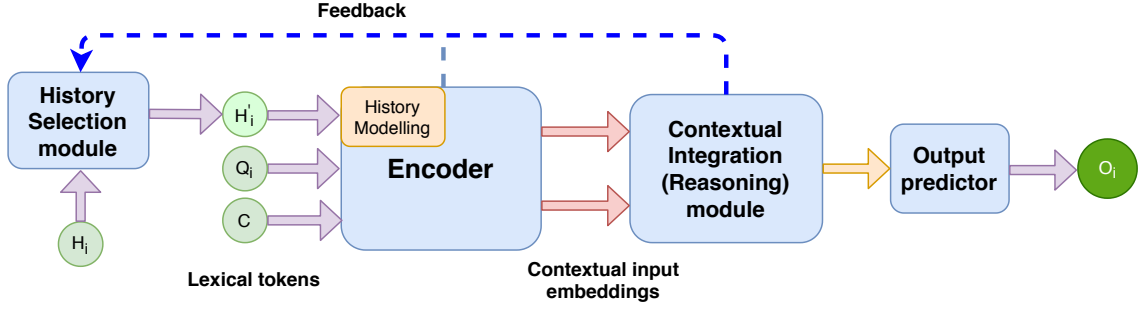 Feedback
History
Selection
module
H'i
History
Modelling
Qi
Encoder
C
Hi
Lexical tokens
Contextual input
embeddings
Contextual
Integration
(Reasoning)
module
Output
predictor
Oi